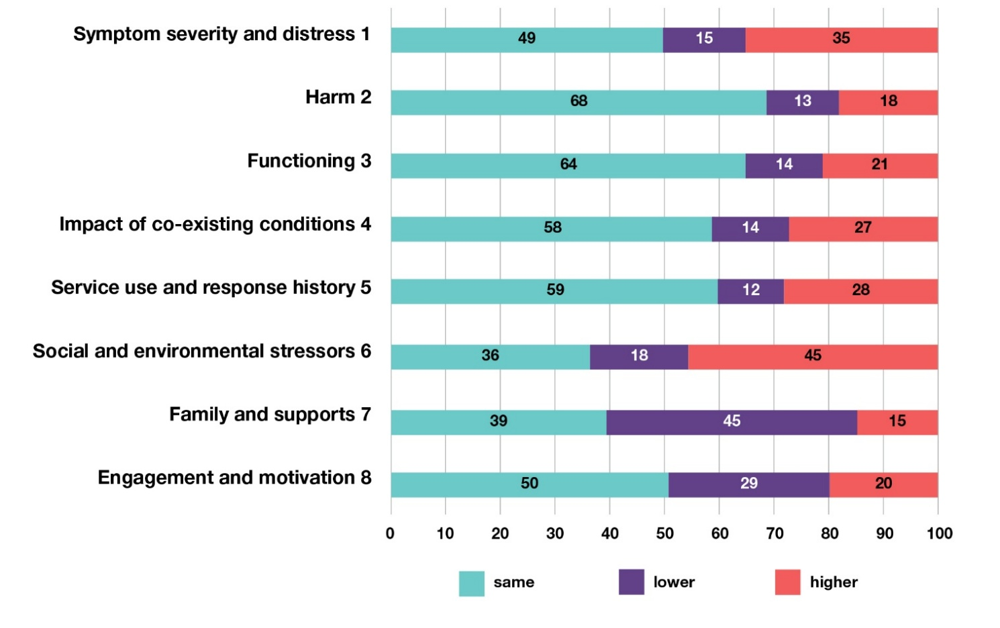 Symptom severity and distress 1 49 15 35
Harm 2 68 13 18
Functioning 3 64 14 21
Impact of co-existing conditions 4 58 14 27
Service use and response history 5 59 12 28
Social and environmental stressors 6 36 18 45
Family and supports 7 39 45 15
Engagement and motivation 8 50 29 20
0 10 20 30 40 50 60 70 80 90 100
same lower higher